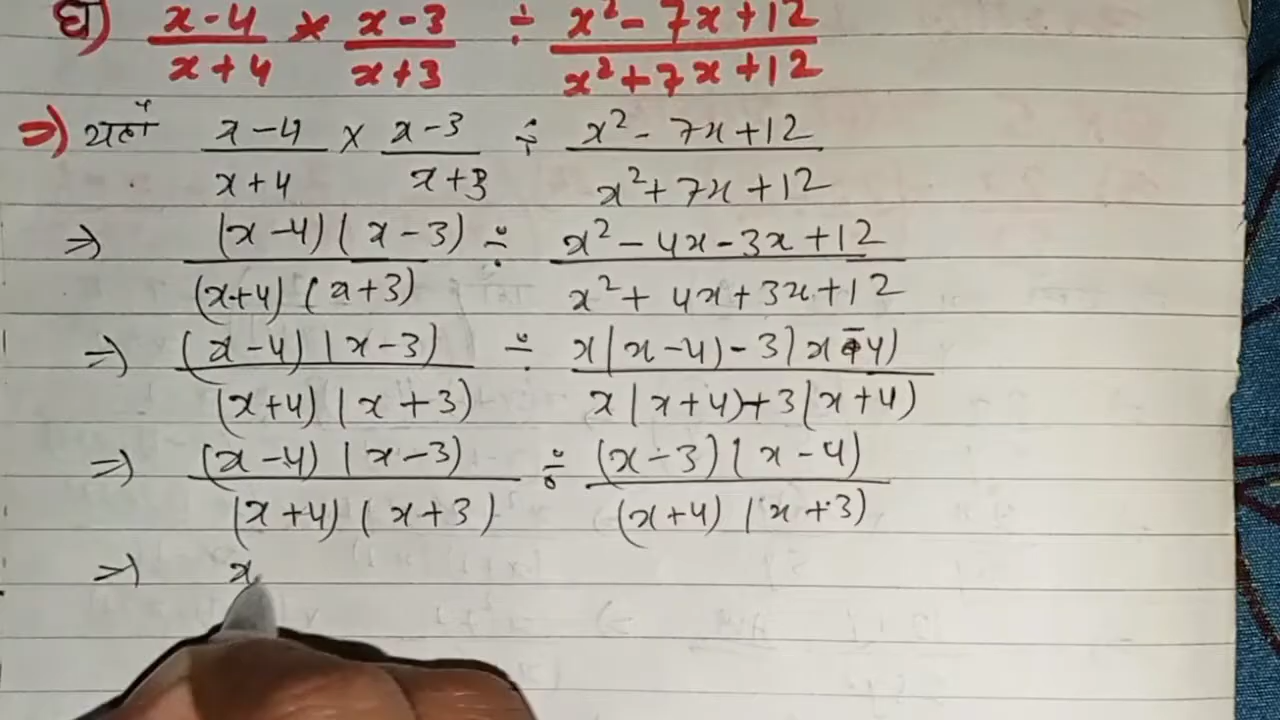 घ) x-4/x+4 * x-3/x+3 ÷ x²-7x+12/x²+7x+12
⇒) यहाँ x-4/x+4 × x-3/x+3 ÷ x²-7x+12/x²+7x+12
⇒ (x-4)(x-3)/(x+4)(x+3) ÷ x²-4x-3x+12/x²+4x+3x+12
⇒) (x-4)(x-3)/(x+4)(x+3) ÷ x(x-4)-3(x-4)/x(x+4)+3(x+4)
⇒) (x-4)(x-3)/(x+4)(x+3) ÷ (x-3)(x-4)/(x+4)(x+3)
⇒) x